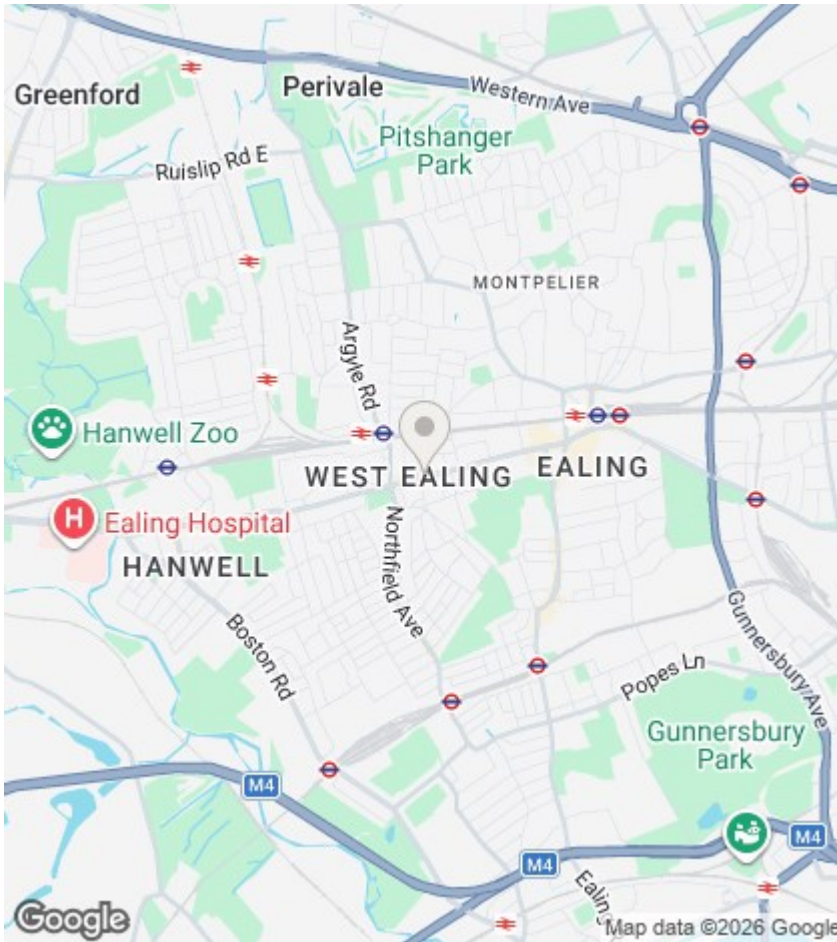 Greenford
Perivale
Western Ave
Pitshanger
Park
Ruislip Rd E
MONTPELIER
Argyle Rd
Hanwell Zoo
WEST EALING
EALING
H
Ealing Hospital
HANWELL
Northfield Ave
Boston Rd
Gunnersbury Ave
Popes Ln
Gunnersbury
Park
M4
M4
M4
Ealing
Google
Map data ©2026 Google